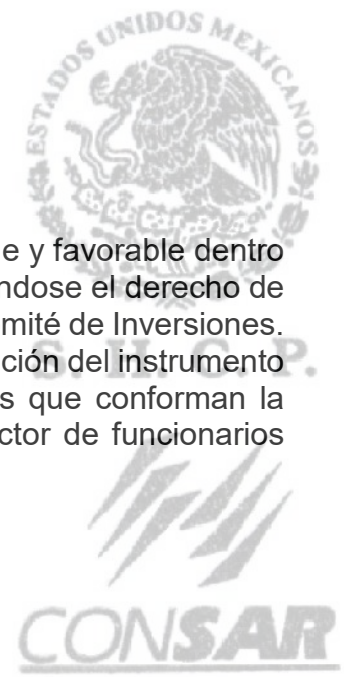 ESTADOS UNIDOS MEXICANOS
e y favorable dentro
ndose el derecho de
mité de Inversiones.
ción del instrumento
S. H. C. P.
s que conforman la
ctor de funcionarios
CONSAR